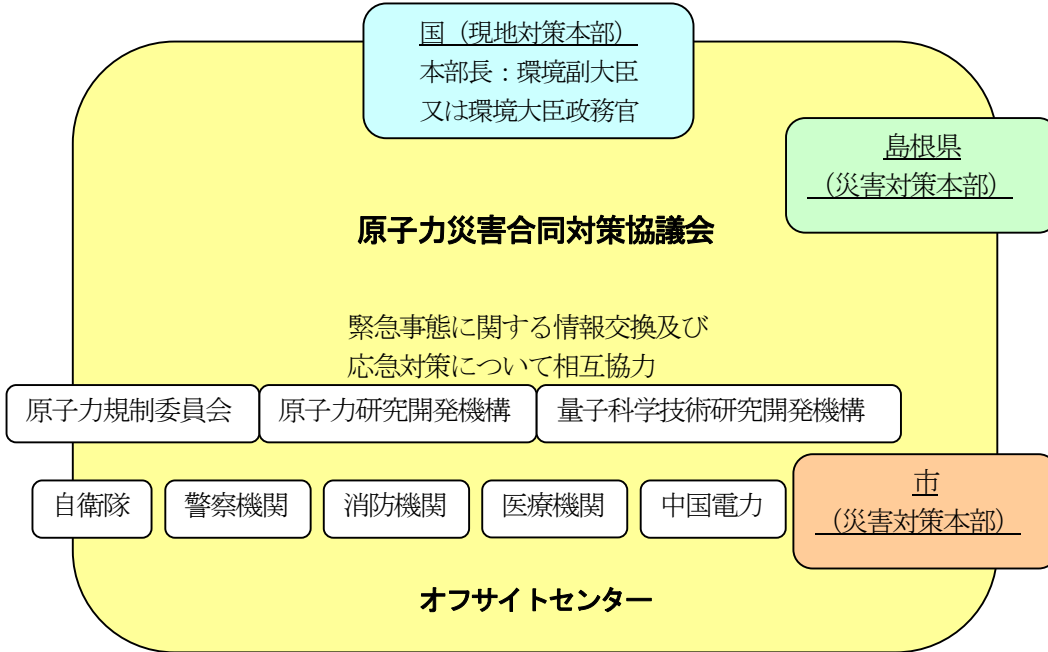 国（現地対策本部）
本部長：環境副大臣
又は環境大臣政務官
島根県
（災害対策本部）
原子力災害合同対策協議会
緊急事態に関する情報交換及び
応急対策について相互協力
原子力規制委員会
原子力研究開発機構
量子科学技術研究開発機構
自衛隊
警察機関
消防機関
医療機関
中国電力
市
（災害対策本部）
オフサイトセンター